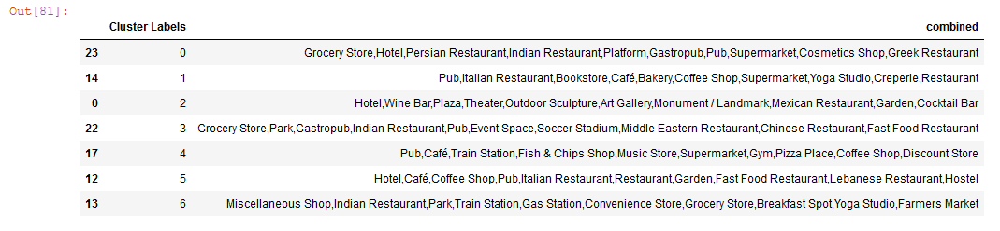 Out[81]:
Cluster Labels combined
23 0 Grocery Store,Hotel,Persian Restaurant,Indian Restaurant,Platform,Gastropub,Pub,Supermarket,Cosmetics Shop,Greek Restaurant
14 1 Pub,Italian Restaurant,Bookstore,Café,Bakery,Coffee Shop,Supermarket,Yoga Studio,Creperie,Restaurant
0 2 Hotel,Wine Bar,Plaza,Theater,Outdoor Sculpture,Art Gallery,Monument / Landmark,Mexican Restaurant,Garden,Cocktail Bar
22 3 Grocery Store,Park,Gastropub,Indian Restaurant,Pub,Event Space,Soccer Stadium,Middle Eastern Restaurant,Chinese Restaurant,Fast Food Restaurant
17 4 Pub,Café,Train Station,Fish & Chips Shop,Music Store,Supermarket,Gym,Pizza Place,Coffee Shop,Discount Store
12 5 Hotel,Café,Coffee Shop,Pub,Italian Restaurant,Restaurant,Garden,Fast Food Restaurant,Lebanese Restaurant,Hostel
13 6 Miscellaneous Shop,Indian Restaurant,Park,Train Station,Gas Station,Convenience Store,Grocery Store,Breakfast Spot,Yoga Studio,Farmers Market